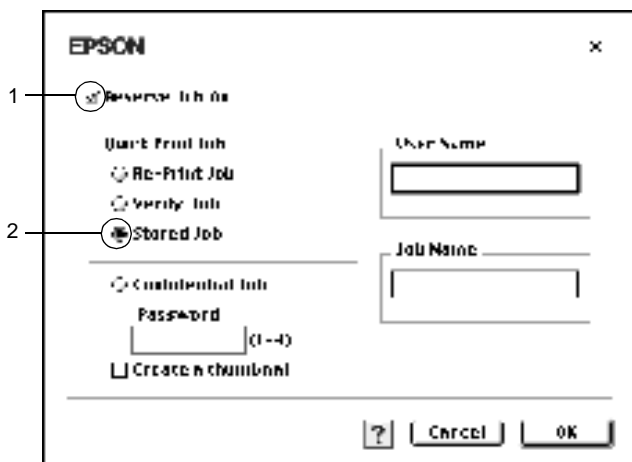 EPSON
×
1
Reserve Job On
Quick Print Job
Re-Print Job
Verify Job
2
Stored Job
Confidential Job
Password
(1-4)
Create a thumbnail
User Name
Job Name
?
Cancel
OK